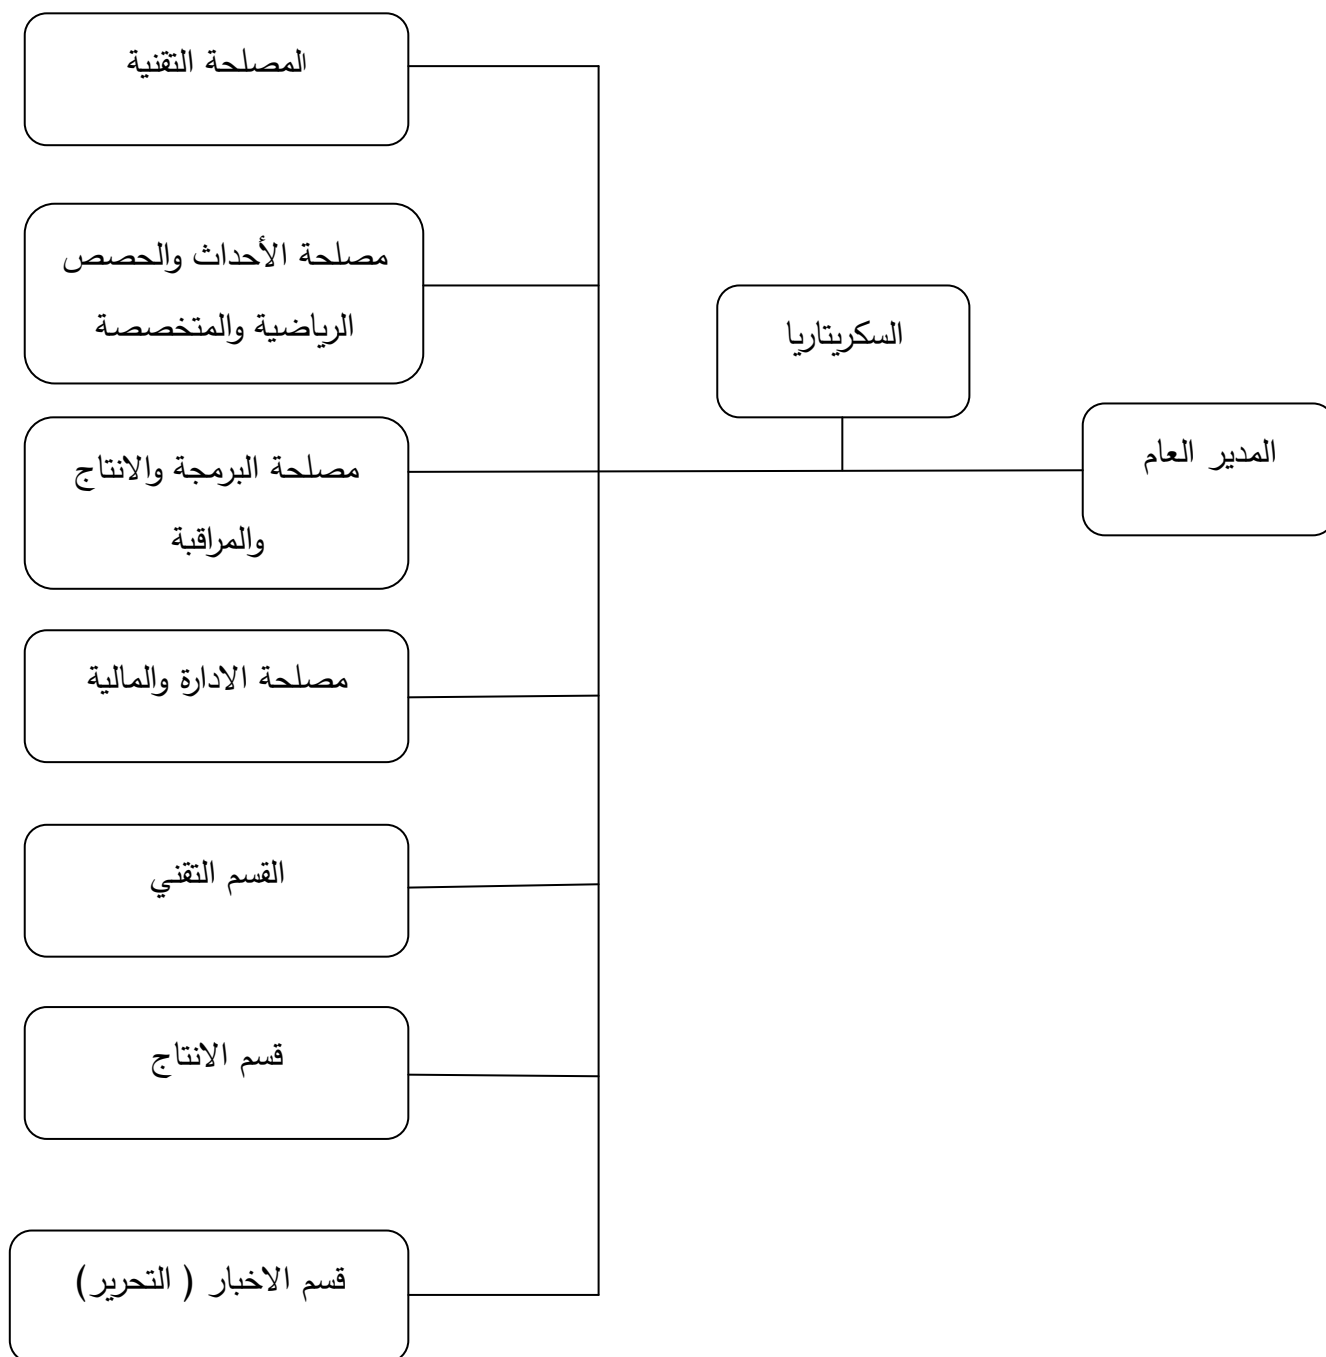 المصلحة التقنية
مصلحة الأحداث والحصص
الرياضية والمتخصصة
السكريتاريا
المدير العام
مصلحة البرمجة والانتاج
والمراقبة
مصلحة الادارة والمالية
القسم التقني
قسم الانتاج
قسم الاخبار ( التحرير)